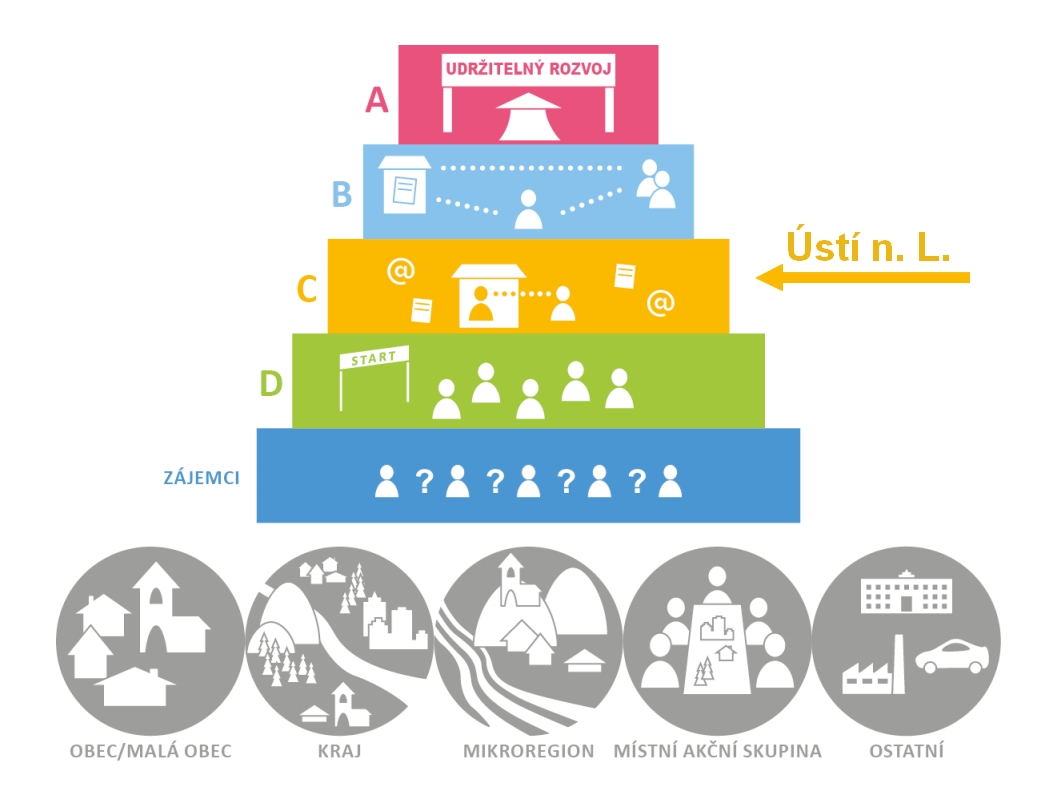 UDRŽITELNÝ ROZVOJ
A
B
Ústí n. L.
C
@
@
START
D
ZÁJEMCI
? ? ? ?
OBEC/MALÁ OBEC
KRAJ
MIKROREGION
MÍSTNÍ AKČNÍ SKUPINA
OSTATNÍ